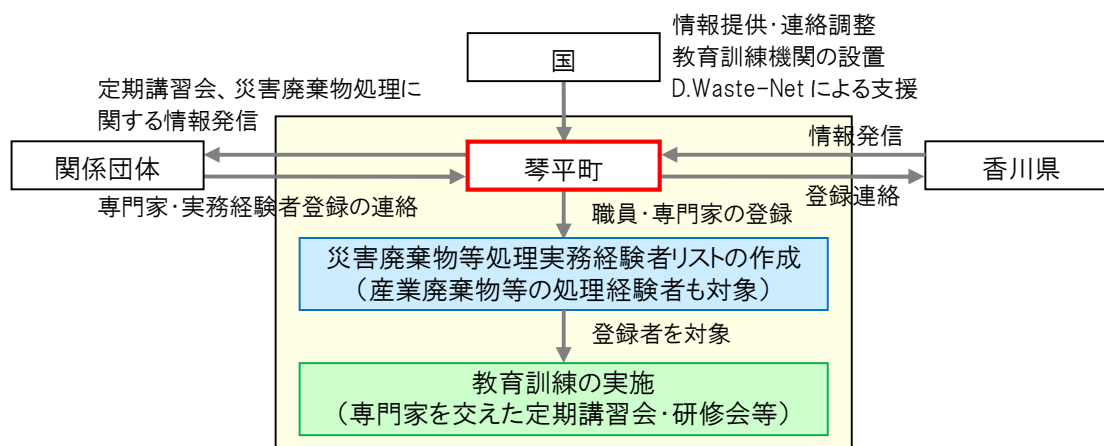 国
情報提供・連絡調整
教育訓練機関の設置
D.Waste-Netによる支援
定期講習会、災害廃棄物処理に
関する情報発信
関係団体
専門家・実務経験者登録の連絡
琴平町
情報発信
登録連絡
香川県
職員・専門家の登録
災害廃棄物等処理実務経験者リストの作成
（産業廃棄物等の処理経験者も対象）
登録者を対象
教育訓練の実施
（専門家を交えた定期講習会・研修会等）